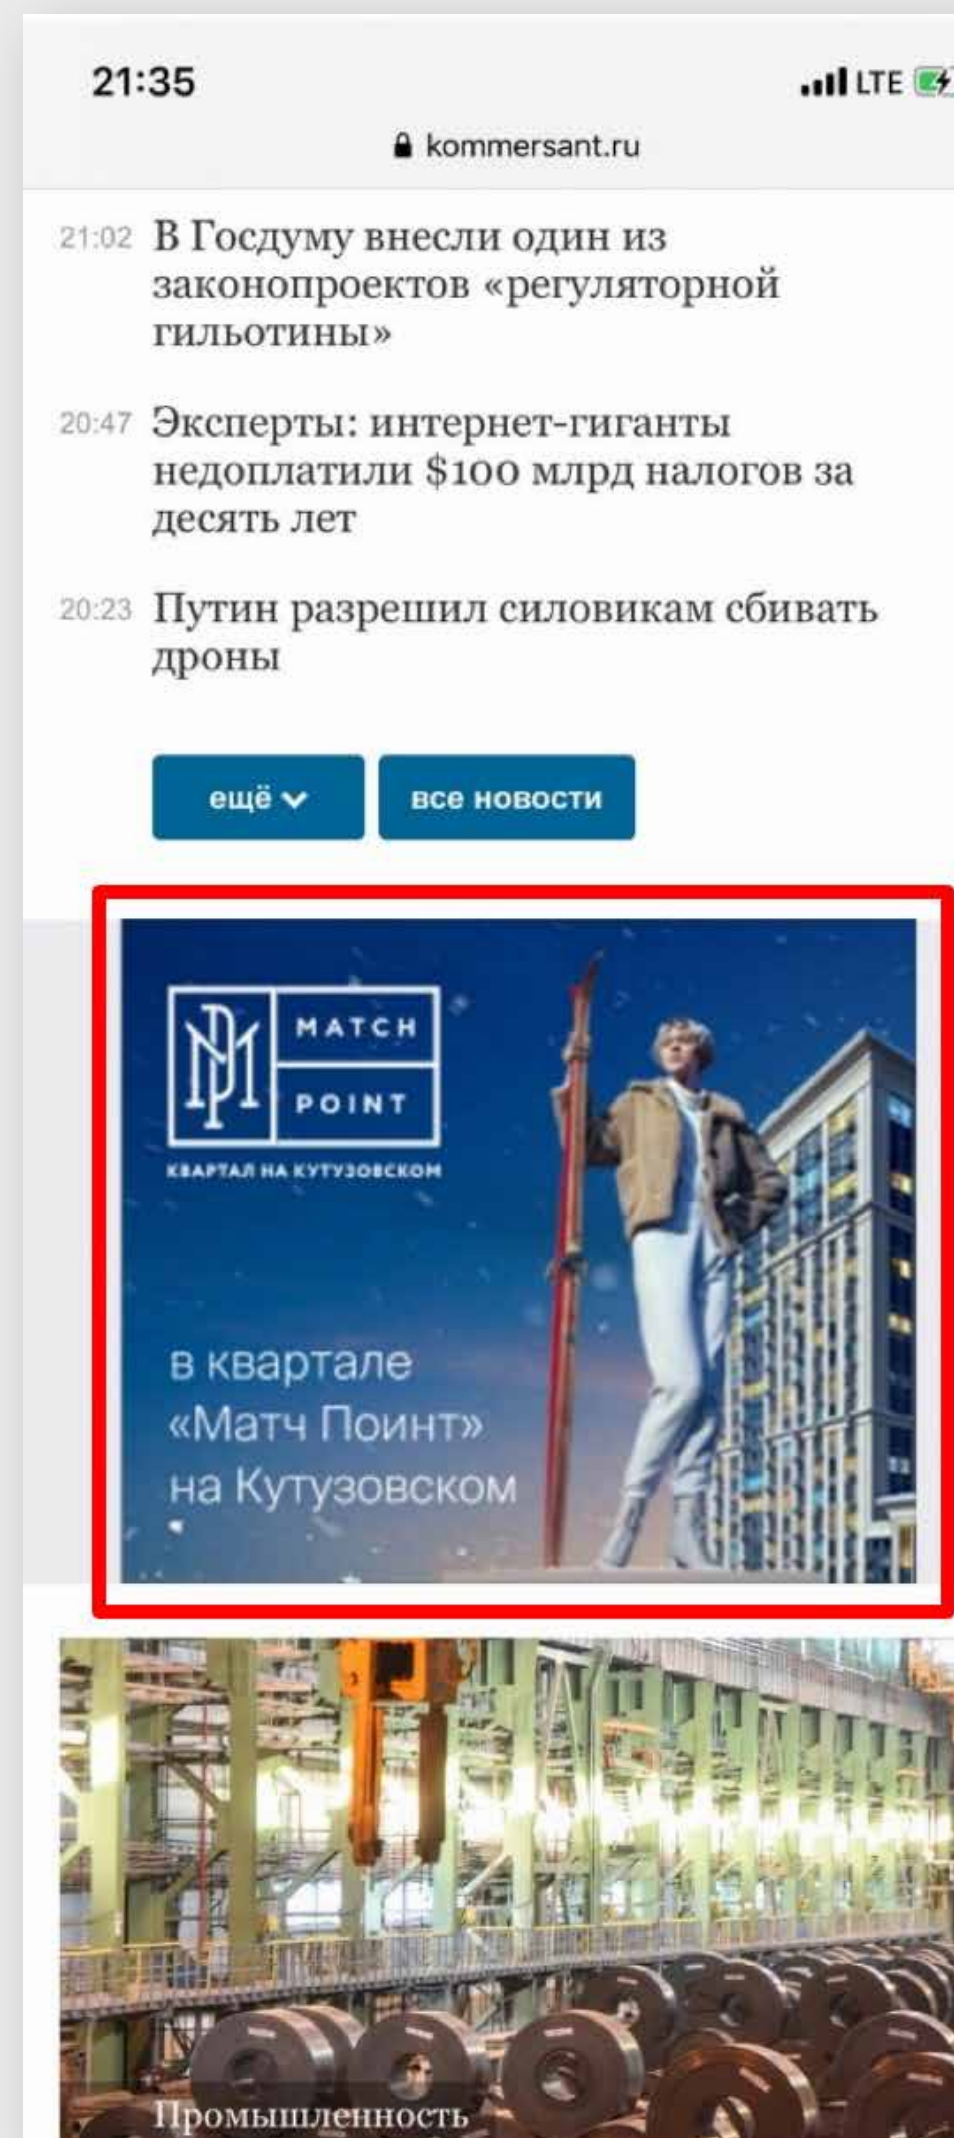 21:35
LTE
kommersant.ru
21:02 В Госдуму внесли один из
законопроектов «регуляторной
гильотины»
20:47 Эксперты: интернет-гиганты
недоплатили $100 млрд налогов за
десять лет
20:23 Путин разрешил силовикам сбивать
дроны
ещё
все новости
MATCH
POINT
КВАРТАЛ НА КУТУЗОВСКОМ
в квартале
«Матч Поинт»
на Кутузовском
Промышленность